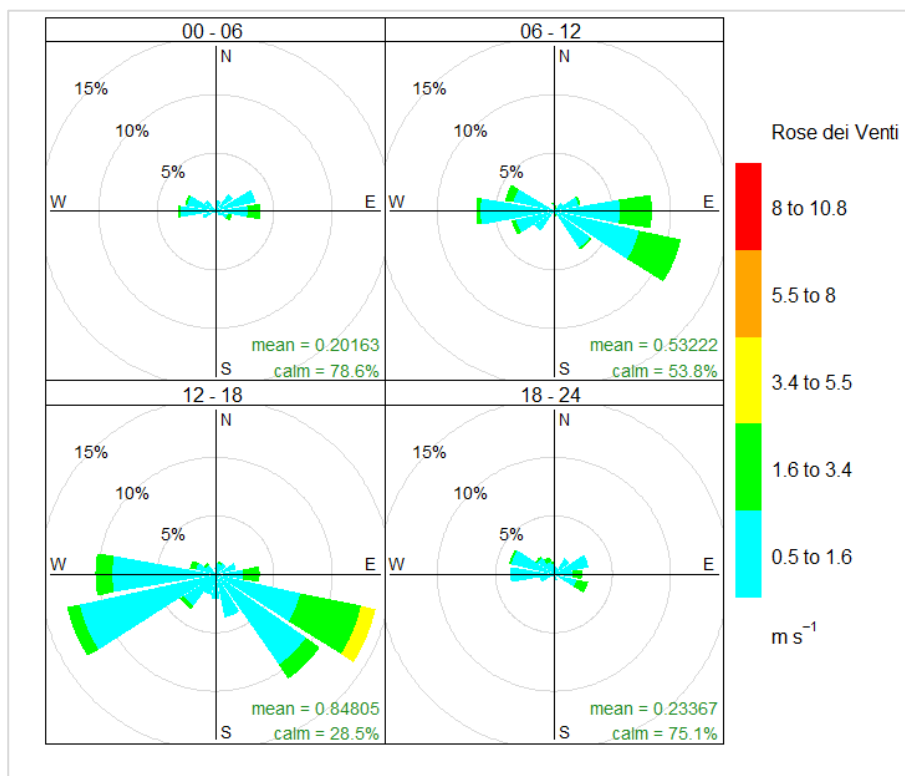 00 - 06
N
15%
10%
5%
W
E
mean = 0.20163
S
calm = 78.6%
06 - 12
N
15%
10%
5%
W
E
mean = 0.53222
S
calm = 53.8%
12 - 18
N
15%
10%
5%
W
E
mean = 0.84805
S
calm = 28.5%
18 - 24
N
15%
10%
5%
W
E
mean = 0.23367
S
calm = 75.1%
Rose dei Venti
8 to 10.8
5.5 to 8
3.4 to 5.5
1.6 to 3.4
0.5 to 1.6
m s⁻¹